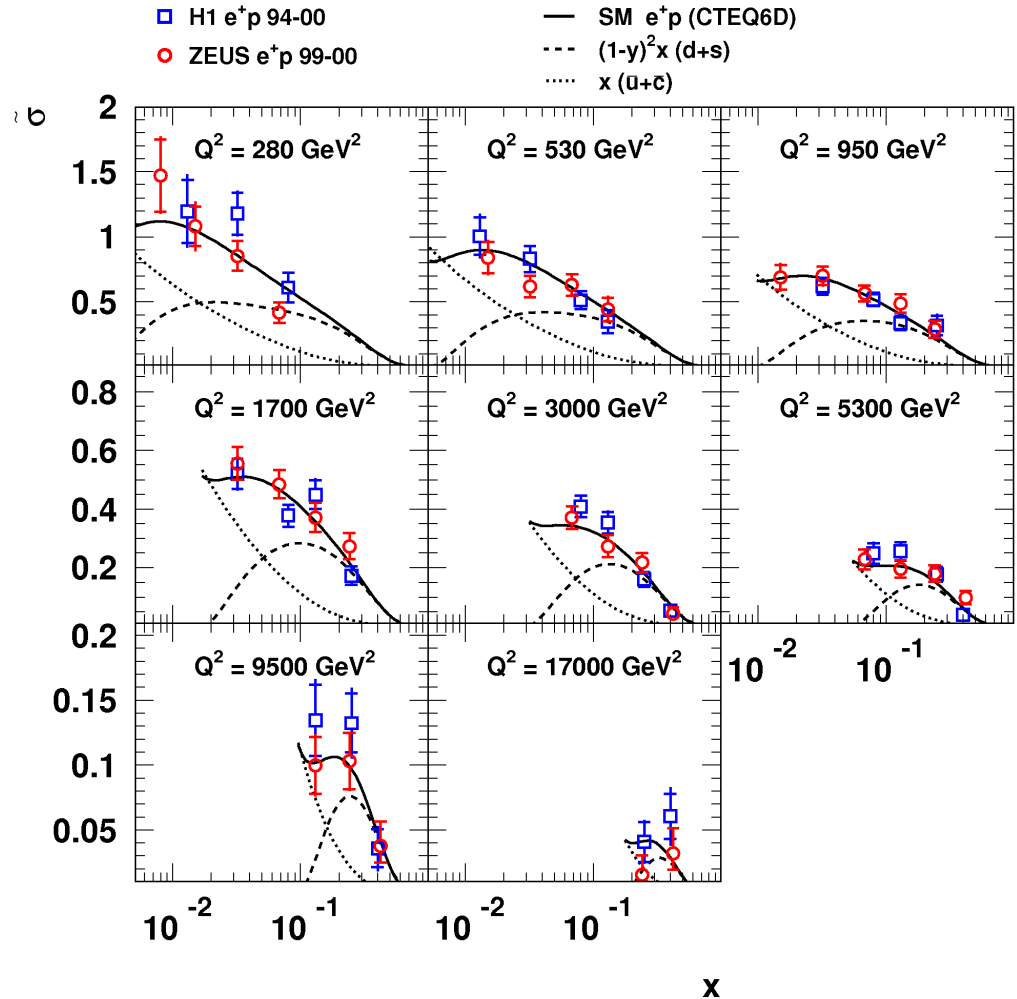 H1 e⁺p 94-00
SM e⁺p (CTEQ6D)
ZEUS e⁺p 99-00
(1-y)²x (d+s)
x (ū+c̄)
σ̃
2
1.5
1
0.5
Q² = 280 GeV²
Q² = 530 GeV²
Q² = 950 GeV²
0.8
0.6
0.4
0.2
Q² = 1700 GeV²
Q² = 3000 GeV²
Q² = 5300 GeV²
10⁻² 10⁻¹
0.2
0.15
0.1
0.05
Q² = 9500 GeV²
Q² = 17000 GeV²
10⁻² 10⁻¹ 10⁻² 10⁻¹
x